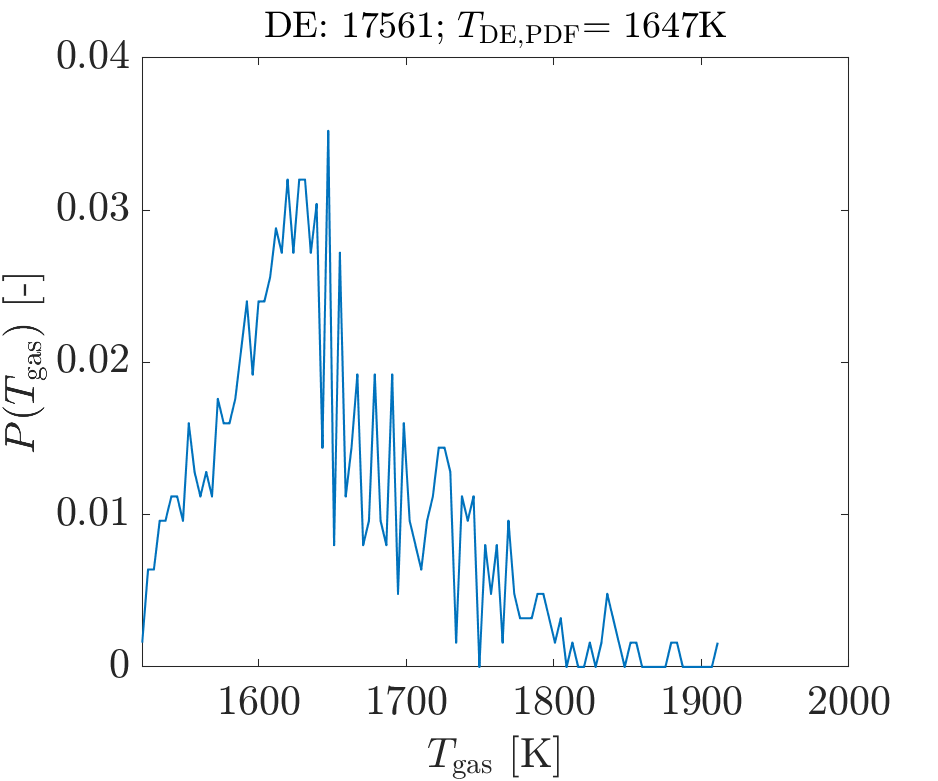 DE: 17561; T_DE,PDF= 1647K
0.04
0.03
0.02
0.01
0
P(T_gas) [-]
1600 1700 1800 1900 2000
T_gas [K]